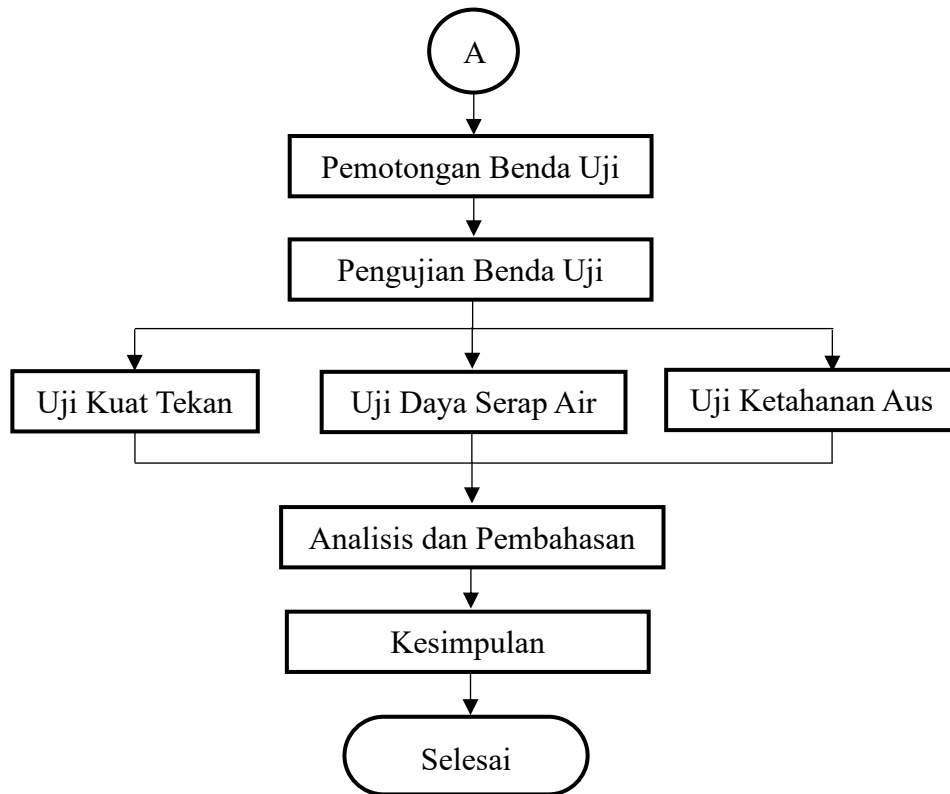 A
Pemotongan Benda Uji
Pengujian Benda Uji
Uji Kuat Tekan
Uji Daya Serap Air
Uji Ketahanan Aus
Analisis dan Pembahasan
Kesimpulan
Selesai